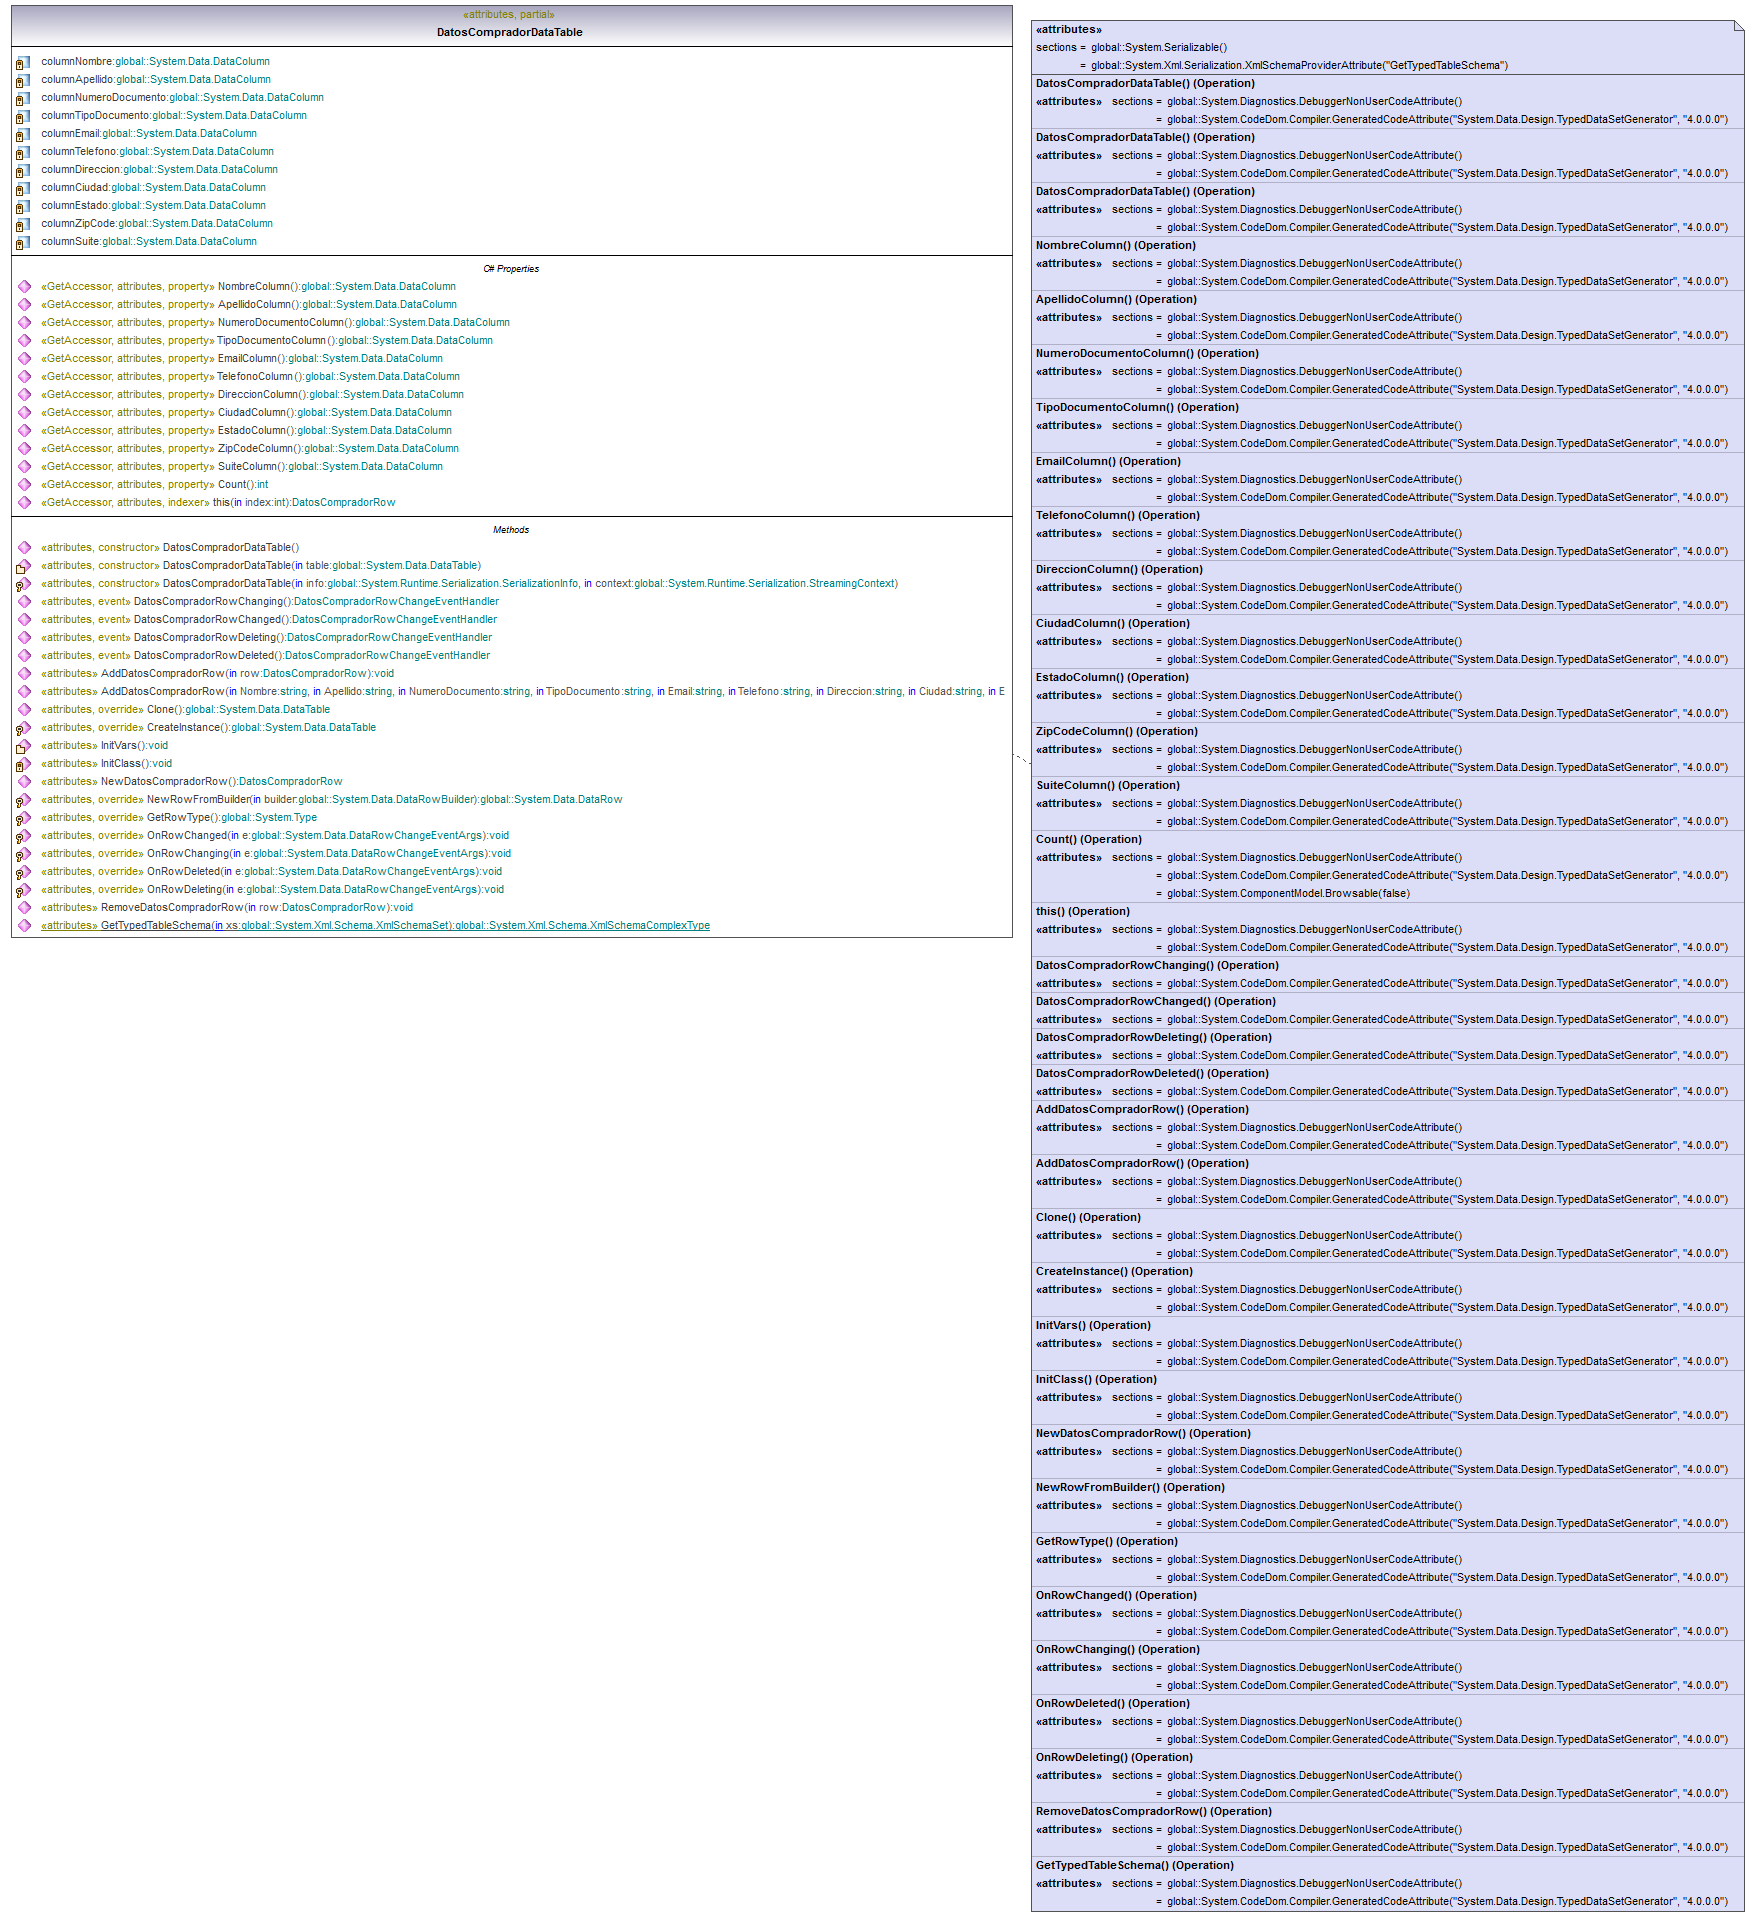 «attributes, partial»
DatosCompradorDataTable
columnNombre:global::System.Data.DataColumn
columnApellido:global::System.Data.DataColumn
columnNumeroDocumento:global::System.Data.DataColumn
columnTipoDocumento:global::System.Data.DataColumn
columnEmail:global::System.Data.DataColumn
columnTelefono:global::System.Data.DataColumn
columnDireccion:global::System.Data.DataColumn
columnCiudad:global::System.Data.DataColumn
columnEstado:global::System.Data.DataColumn
columnZipCode:global::System.Data.DataColumn
columnSuite:global::System.Data.DataColumn
C# Properties
«GetAccessor, attributes, property» NombreColumn():global::System.Data.DataColumn
«GetAccessor, attributes, property» ApellidoColumn():global::System.Data.DataColumn
«GetAccessor, attributes, property» NumeroDocumentoColumn():global::System.Data.DataColumn
«GetAccessor, attributes, property» TipoDocumentoColumn():global::System.Data.DataColumn
«GetAccessor, attributes, property» EmailColumn():global::System.Data.DataColumn
«GetAccessor, attributes, property» TelefonoColumn():global::System.Data.DataColumn
«GetAccessor, attributes, property» DireccionColumn():global::System.Data.DataColumn
«GetAccessor, attributes, property» CiudadColumn():global::System.Data.DataColumn
«GetAccessor, attributes, property» EstadoColumn():global::System.Data.DataColumn
«GetAccessor, attributes, property» ZipCodeColumn():global::System.Data.DataColumn
«GetAccessor, attributes, property» SuiteColumn():global::System.Data.DataColumn
«GetAccessor, attributes, property» Count():int
«GetAccessor, attributes, indexer» this(in index:int):DatosCompradorRow
Methods
«attributes, constructor» DatosCompradorDataTable()
«attributes, constructor» DatosCompradorDataTable(in table:global::System.Data.DataTable)
«attributes, constructor» DatosCompradorDataTable(in info:global::System.Runtime.Serialization.SerializationInfo, in context:global::System.Runtime.Serialization.StreamingContext)
«attributes, event» DatosCompradorRowChanging():DatosCompradorRowChangeEventHandler
«attributes, event» DatosCompradorRowChanged():DatosCompradorRowChangeEventHandler
«attributes, event» DatosCompradorRowDeleting():DatosCompradorRowChangeEventHandler
«attributes, event» DatosCompradorRowDeleted():DatosCompradorRowChangeEventHandler
«attributes» AddDatosCompradorRow(in row:DatosCompradorRow):void
«attributes» AddDatosCompradorRow(in Nombre:string, in Apellido:string, in NumeroDocumento:string, in TipoDocumento:string, in Email:string, in Telefono:string, in Direccion:string, in Ciudad:string, in E
«attributes, override» Clone():global::System.Data.DataTable
«attributes, override» CreateInstance():global::System.Data.DataTable
«attributes» InitVars():void
«attributes» InitClass():void
«attributes» NewDatosCompradorRow():DatosCompradorRow
«attributes, override» NewRowFromBuilder(in builder:global::System.Data.DataRowBuilder):global::System.Data.DataRow
«attributes, override» GetRowType():global::System.Type
«attributes, override» OnRowChanged(in e:global::System.Data.DataRowChangeEventArgs):void
«attributes, override» OnRowChanging(in e:global::System.Data.DataRowChangeEventArgs):void
«attributes, override» OnRowDeleted(in e:global::System.Data.DataRowChangeEventArgs):void
«attributes, override» OnRowDeleting(in e:global::System.Data.DataRowChangeEventArgs):void
«attributes» RemoveDatosCompradorRow(in row:DatosCompradorRow):void
«attributes» GetTypedTableSchema(in xs:global::System.Xml.Schema.XmlSchemaSet):global::System.Xml.Schema.XmlSchemaComplexType
«attributes»
sections = global::System.Serializable()
= global::System.Xml.Serialization.XmlSchemaProviderAttribute("GetTypedTableSchema")
DatosCompradorDataTable() (Operation)
«attributes» sections = global::System.Diagnostics.DebuggerNonUserCodeAttribute()
= global::System.CodeDom.Compiler.GeneratedCodeAttribute("System.Data.Design.TypedDataSetGenerator", "4.0.0.0")
DatosCompradorDataTable() (Operation)
«attributes» sections = global::System.Diagnostics.DebuggerNonUserCodeAttribute()
= global::System.CodeDom.Compiler.GeneratedCodeAttribute("System.Data.Design.TypedDataSetGenerator", "4.0.0.0")
DatosCompradorDataTable() (Operation)
«attributes» sections = global::System.Diagnostics.DebuggerNonUserCodeAttribute()
= global::System.CodeDom.Compiler.GeneratedCodeAttribute("System.Data.Design.TypedDataSetGenerator", "4.0.0.0")
NombreColumn() (Operation)
«attributes» sections = global::System.Diagnostics.DebuggerNonUserCodeAttribute()
= global::System.CodeDom.Compiler.GeneratedCodeAttribute("System.Data.Design.TypedDataSetGenerator", "4.0.0.0")
ApellidoColumn() (Operation)
«attributes» sections = global::System.Diagnostics.DebuggerNonUserCodeAttribute()
= global::System.CodeDom.Compiler.GeneratedCodeAttribute("System.Data.Design.TypedDataSetGenerator", "4.0.0.0")
NumeroDocumentoColumn() (Operation)
«attributes» sections = global::System.Diagnostics.DebuggerNonUserCodeAttribute()
= global::System.CodeDom.Compiler.GeneratedCodeAttribute("System.Data.Design.TypedDataSetGenerator", "4.0.0.0")
TipoDocumentoColumn() (Operation)
«attributes» sections = global::System.Diagnostics.DebuggerNonUserCodeAttribute()
= global::System.CodeDom.Compiler.GeneratedCodeAttribute("System.Data.Design.TypedDataSetGenerator", "4.0.0.0")
EmailColumn() (Operation)
«attributes» sections = global::System.Diagnostics.DebuggerNonUserCodeAttribute()
= global::System.CodeDom.Compiler.GeneratedCodeAttribute("System.Data.Design.TypedDataSetGenerator", "4.0.0.0")
TelefonoColumn() (Operation)
«attributes» sections = global::System.Diagnostics.DebuggerNonUserCodeAttribute()
= global::System.CodeDom.Compiler.GeneratedCodeAttribute("System.Data.Design.TypedDataSetGenerator", "4.0.0.0")
DireccionColumn() (Operation)
«attributes» sections = global::System.Diagnostics.DebuggerNonUserCodeAttribute()
= global::System.CodeDom.Compiler.GeneratedCodeAttribute("System.Data.Design.TypedDataSetGenerator", "4.0.0.0")
CiudadColumn() (Operation)
«attributes» sections = global::System.Diagnostics.DebuggerNonUserCodeAttribute()
= global::System.CodeDom.Compiler.GeneratedCodeAttribute("System.Data.Design.TypedDataSetGenerator", "4.0.0.0")
EstadoColumn() (Operation)
«attributes» sections = global::System.Diagnostics.DebuggerNonUserCodeAttribute()
= global::System.CodeDom.Compiler.GeneratedCodeAttribute("System.Data.Design.TypedDataSetGenerator", "4.0.0.0")
ZipCodeColumn() (Operation)
«attributes» sections = global::System.Diagnostics.DebuggerNonUserCodeAttribute()
= global::System.CodeDom.Compiler.GeneratedCodeAttribute("System.Data.Design.TypedDataSetGenerator", "4.0.0.0")
SuiteColumn() (Operation)
«attributes» sections = global::System.Diagnostics.DebuggerNonUserCodeAttribute()
= global::System.CodeDom.Compiler.GeneratedCodeAttribute("System.Data.Design.TypedDataSetGenerator", "4.0.0.0")
Count() (Operation)
«attributes» sections = global::System.Diagnostics.DebuggerNonUserCodeAttribute()
= global::System.CodeDom.Compiler.GeneratedCodeAttribute("System.Data.Design.TypedDataSetGenerator", "4.0.0.0")
= global::System.ComponentModel.Browsable(false)
this() (Operation)
«attributes» sections = global::System.Diagnostics.DebuggerNonUserCodeAttribute()
= global::System.CodeDom.Compiler.GeneratedCodeAttribute("System.Data.Design.TypedDataSetGenerator", "4.0.0.0")
DatosCompradorRowChanging() (Operation)
«attributes» sections = global::System.CodeDom.Compiler.GeneratedCodeAttribute("System.Data.Design.TypedDataSetGenerator", "4.0.0.0")
DatosCompradorRowChanged() (Operation)
«attributes» sections = global::System.CodeDom.Compiler.GeneratedCodeAttribute("System.Data.Design.TypedDataSetGenerator", "4.0.0.0")
DatosCompradorRowDeleting() (Operation)
«attributes» sections = global::System.CodeDom.Compiler.GeneratedCodeAttribute("System.Data.Design.TypedDataSetGenerator", "4.0.0.0")
DatosCompradorRowDeleted() (Operation)
«attributes» sections = global::System.CodeDom.Compiler.GeneratedCodeAttribute("System.Data.Design.TypedDataSetGenerator", "4.0.0.0")
AddDatosCompradorRow() (Operation)
«attributes» sections = global::System.Diagnostics.DebuggerNonUserCodeAttribute()
= global::System.CodeDom.Compiler.GeneratedCodeAttribute("System.Data.Design.TypedDataSetGenerator", "4.0.0.0")
AddDatosCompradorRow() (Operation)
«attributes» sections = global::System.Diagnostics.DebuggerNonUserCodeAttribute()
= global::System.CodeDom.Compiler.GeneratedCodeAttribute("System.Data.Design.TypedDataSetGenerator", "4.0.0.0")
Clone() (Operation)
«attributes» sections = global::System.Diagnostics.DebuggerNonUserCodeAttribute()
= global::System.CodeDom.Compiler.GeneratedCodeAttribute("System.Data.Design.TypedDataSetGenerator", "4.0.0.0")
CreateInstance() (Operation)
«attributes» sections = global::System.Diagnostics.DebuggerNonUserCodeAttribute()
= global::System.CodeDom.Compiler.GeneratedCodeAttribute("System.Data.Design.TypedDataSetGenerator", "4.0.0.0")
InitVars() (Operation)
«attributes» sections = global::System.Diagnostics.DebuggerNonUserCodeAttribute()
= global::System.CodeDom.Compiler.GeneratedCodeAttribute("System.Data.Design.TypedDataSetGenerator", "4.0.0.0")
InitClass() (Operation)
«attributes» sections = global::System.Diagnostics.DebuggerNonUserCodeAttribute()
= global::System.CodeDom.Compiler.GeneratedCodeAttribute("System.Data.Design.TypedDataSetGenerator", "4.0.0.0")
NewDatosCompradorRow() (Operation)
«attributes» sections = global::System.Diagnostics.DebuggerNonUserCodeAttribute()
= global::System.CodeDom.Compiler.GeneratedCodeAttribute("System.Data.Design.TypedDataSetGenerator", "4.0.0.0")
NewRowFromBuilder() (Operation)
«attributes» sections = global::System.Diagnostics.DebuggerNonUserCodeAttribute()
= global::System.CodeDom.Compiler.GeneratedCodeAttribute("System.Data.Design.TypedDataSetGenerator", "4.0.0.0")
GetRowType() (Operation)
«attributes» sections = global::System.Diagnostics.DebuggerNonUserCodeAttribute()
= global::System.CodeDom.Compiler.GeneratedCodeAttribute("System.Data.Design.TypedDataSetGenerator", "4.0.0.0")
OnRowChanged() (Operation)
«attributes» sections = global::System.Diagnostics.DebuggerNonUserCodeAttribute()
= global::System.CodeDom.Compiler.GeneratedCodeAttribute("System.Data.Design.TypedDataSetGenerator", "4.0.0.0")
OnRowChanging() (Operation)
«attributes» sections = global::System.Diagnostics.DebuggerNonUserCodeAttribute()
= global::System.CodeDom.Compiler.GeneratedCodeAttribute("System.Data.Design.TypedDataSetGenerator", "4.0.0.0")
OnRowDeleted() (Operation)
«attributes» sections = global::System.Diagnostics.DebuggerNonUserCodeAttribute()
= global::System.CodeDom.Compiler.GeneratedCodeAttribute("System.Data.Design.TypedDataSetGenerator", "4.0.0.0")
OnRowDeleting() (Operation)
«attributes» sections = global::System.Diagnostics.DebuggerNonUserCodeAttribute()
= global::System.CodeDom.Compiler.GeneratedCodeAttribute("System.Data.Design.TypedDataSetGenerator", "4.0.0.0")
RemoveDatosCompradorRow() (Operation)
«attributes» sections = global::System.Diagnostics.DebuggerNonUserCodeAttribute()
= global::System.CodeDom.Compiler.GeneratedCodeAttribute("System.Data.Design.TypedDataSetGenerator", "4.0.0.0")
GetTypedTableSchema() (Operation)
«attributes» sections = global::System.Diagnostics.DebuggerNonUserCodeAttribute()
= global::System.CodeDom.Compiler.GeneratedCodeAttribute("System.Data.Design.TypedDataSetGenerator", "4.0.0.0")